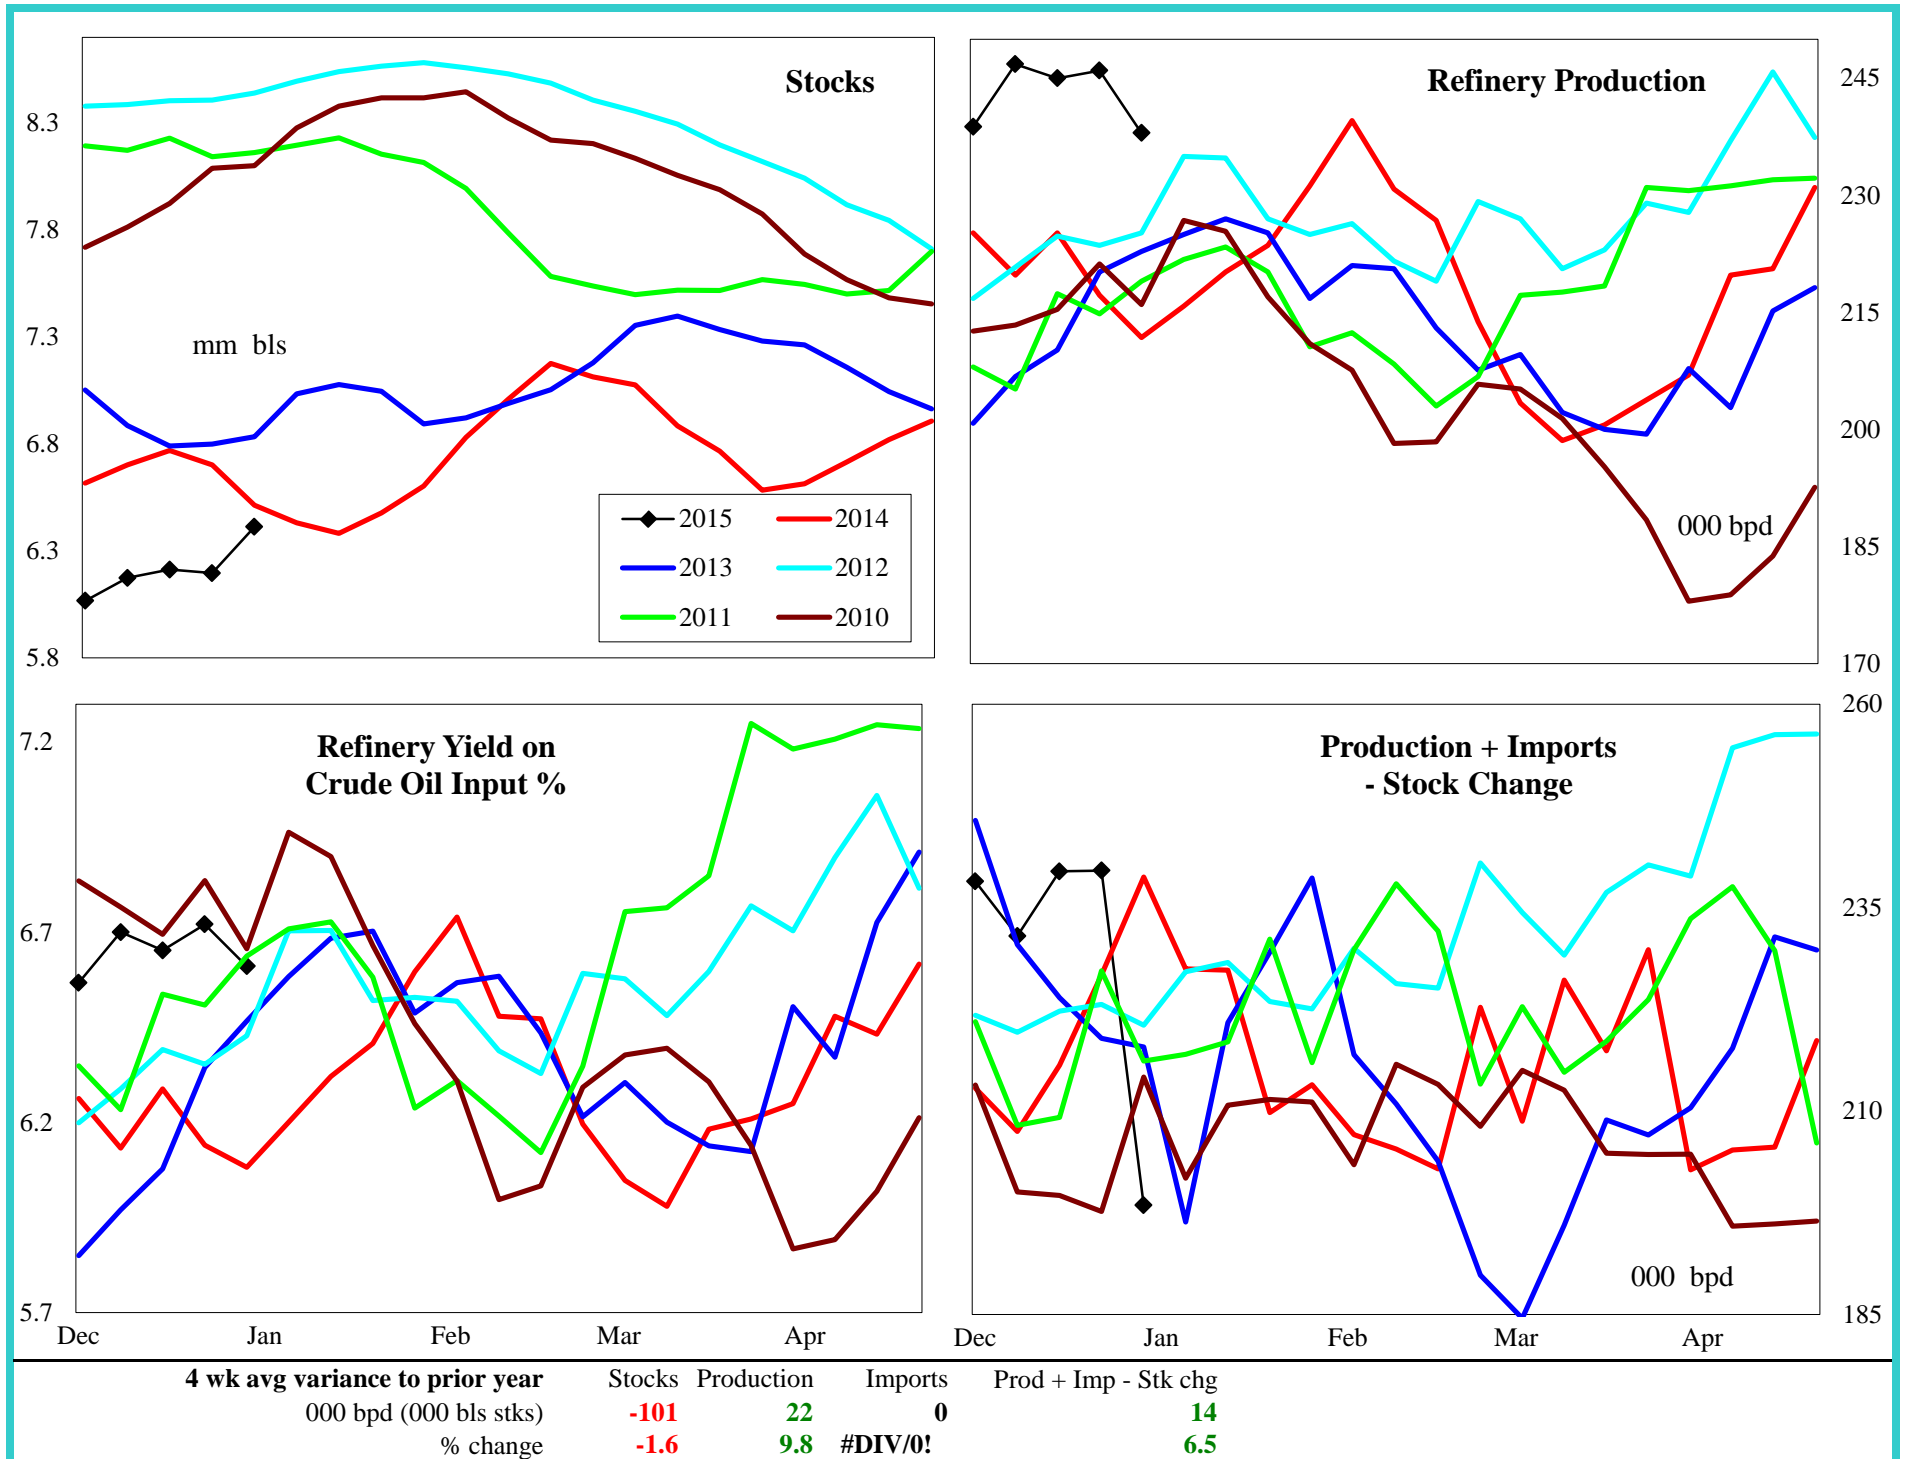 Stocks
8.3
7.8
7.3
6.8
6.3
5.8
mm bls
2015 2014
2013 2012
2011 2010
Refinery Production
245
230
215
200
185
170
000 bpd
Refinery Yield on
Crude Oil Input %
7.2
6.7
6.2
5.7
Dec Jan Feb Mar Apr
Production + Imports
- Stock Change
260
235
210
185
000 bpd
Dec Jan Feb Mar Apr
4 wk avg variance to prior year Stocks Production Imports Prod + Imp - Stk chg
000 bpd (000 bls stks) -101 22 0 14
% change -1.6 9.8 #DIV/0! 6.5